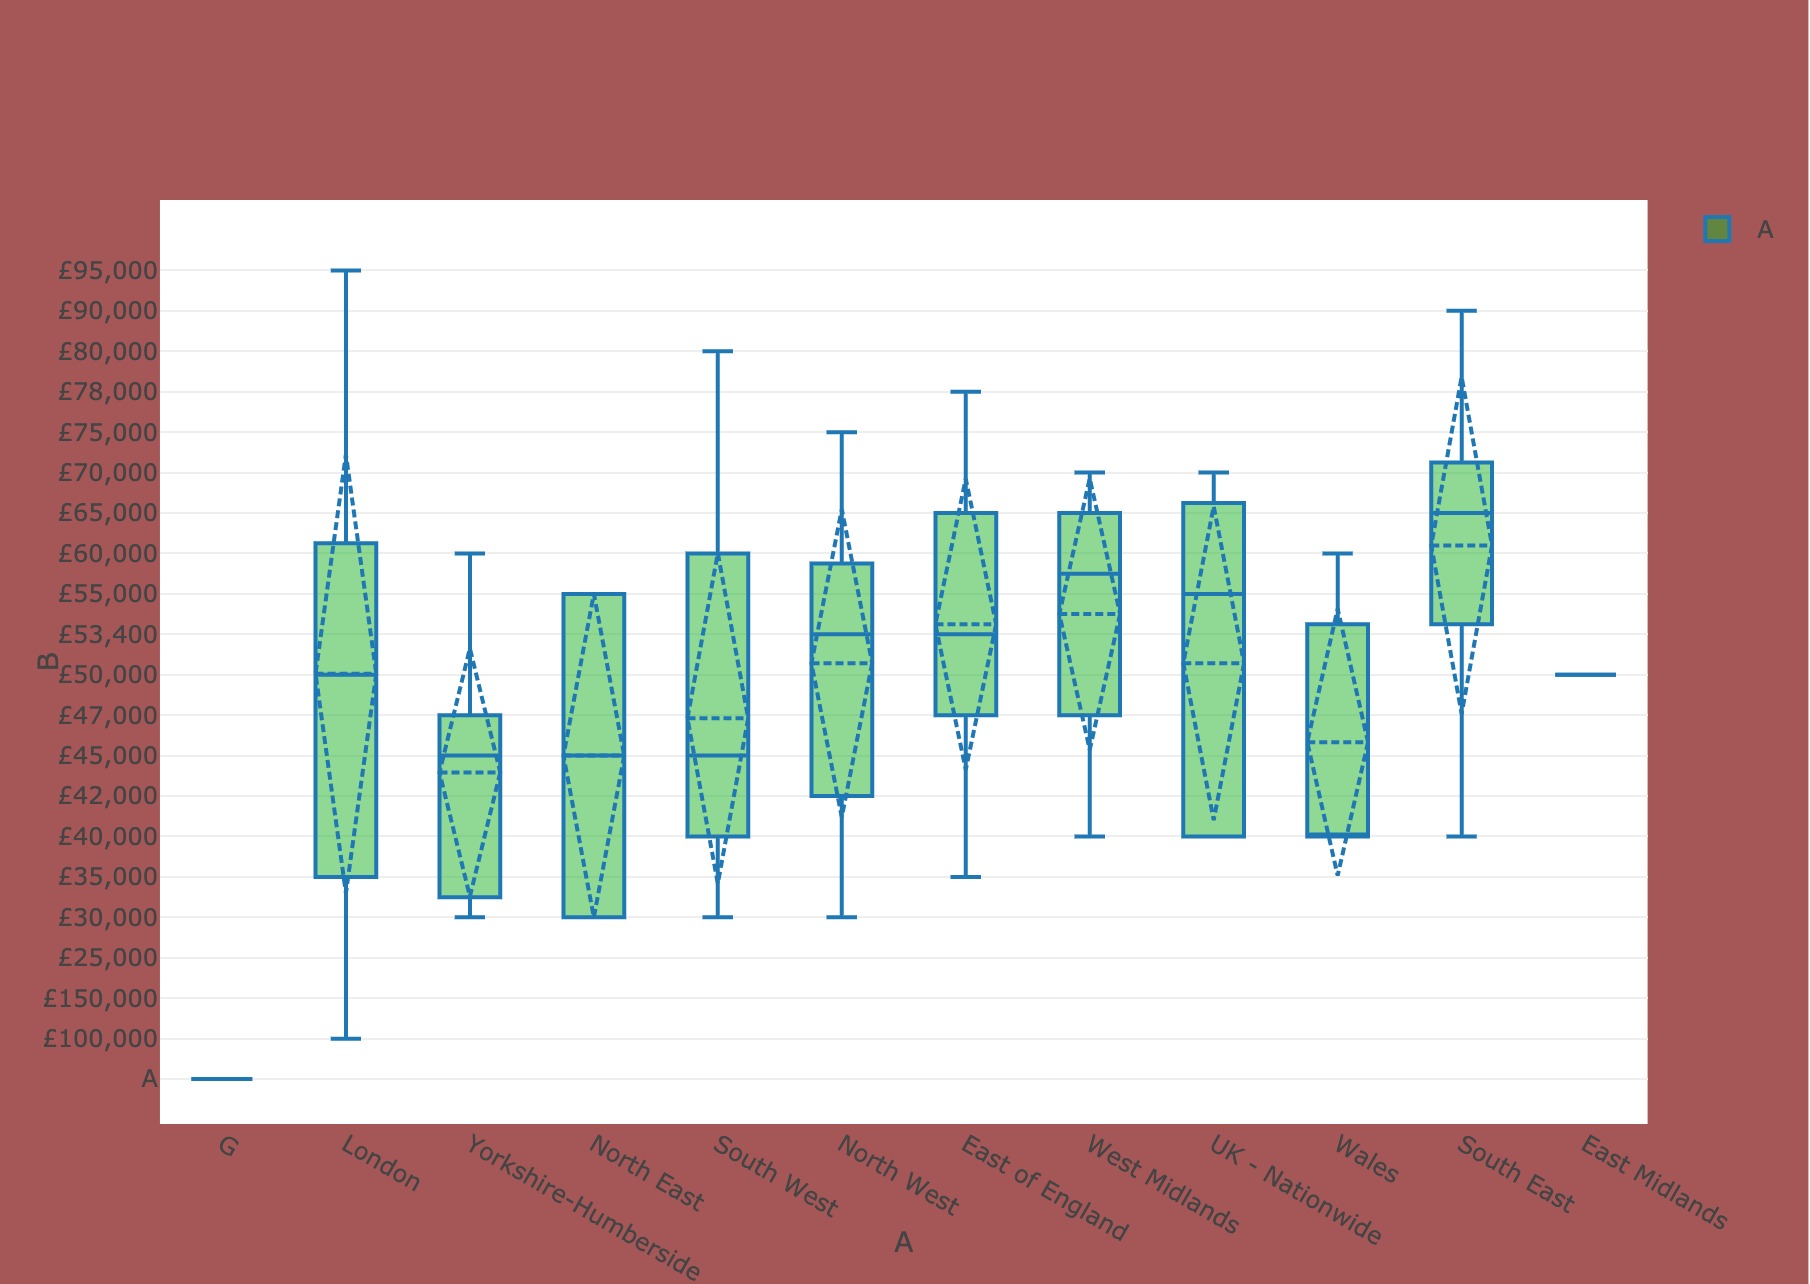 A
£95,000
£90,000
£80,000
£78,000
£75,000
£70,000
£65,000
£60,000
£55,000
£53,400
£50,000
£47,000
£45,000
£42,000
£40,000
£35,000
£30,000
£25,000
£150,000
£100,000
A
B
G
London
Yorkshire-Humberside
North East
South West
North West
East of England
West Midlands
UK - Nationwide
Wales
South East
East Midlands
A